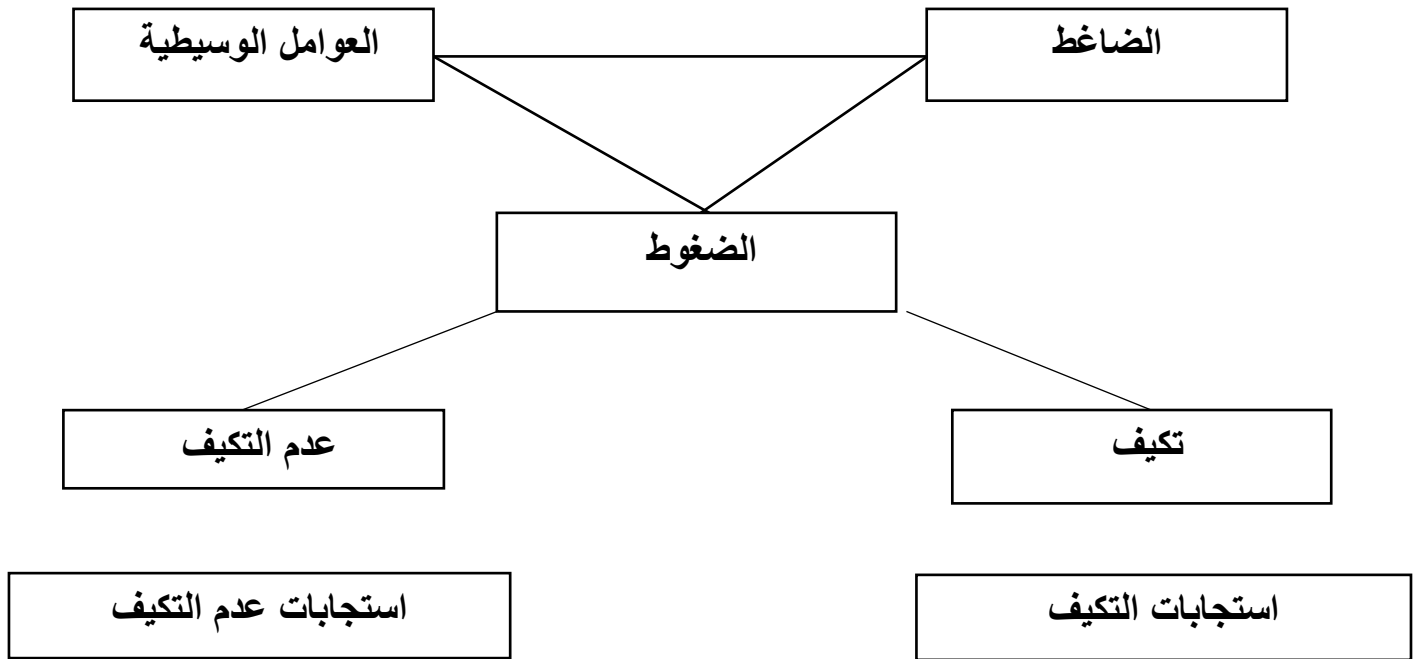 الضاغط
العوامل الوسيطية
الضغوط
تكيف
عدم التكيف
استجابات التكيف
استجابات عدم التكيف